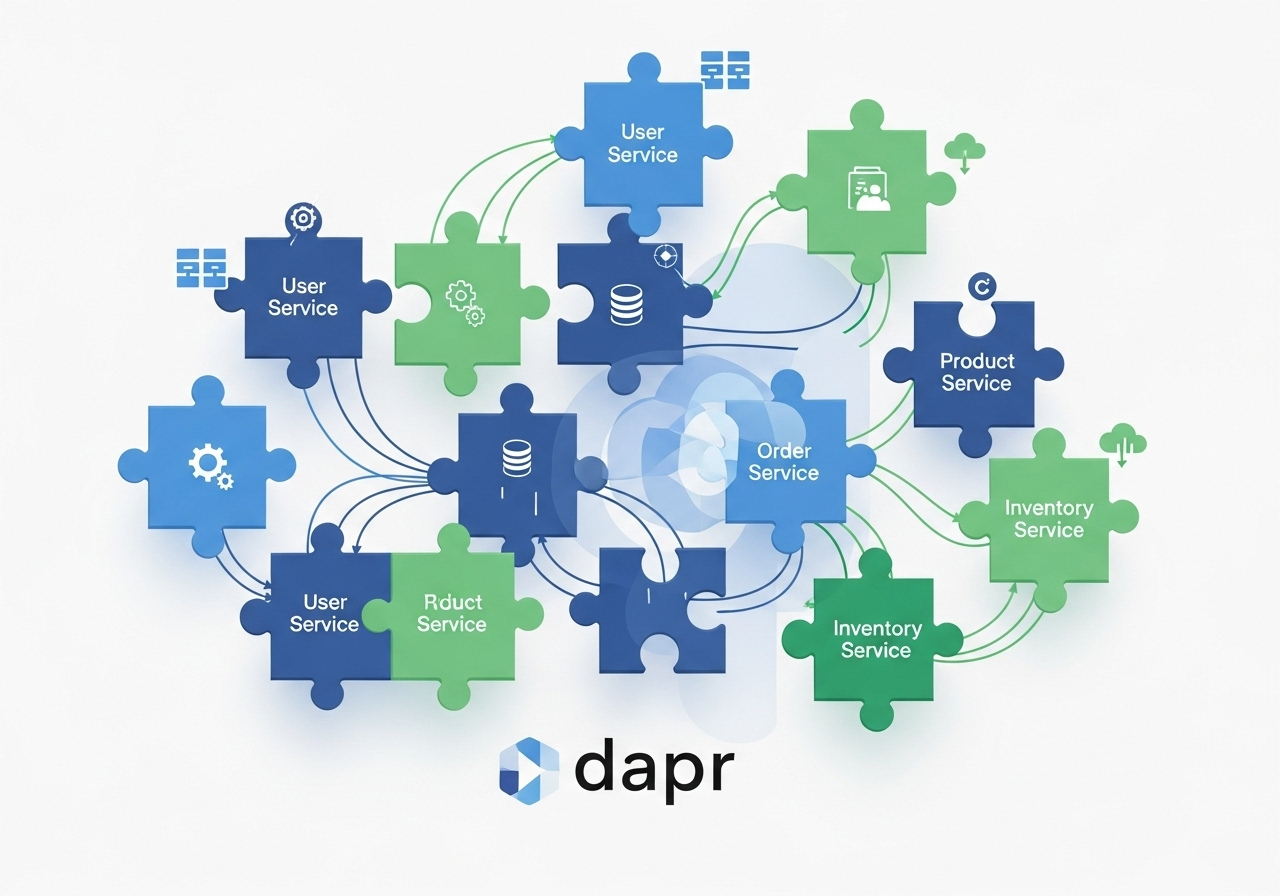 User
Service
User
Service
Product
Service
Order
Service
Inventory
Service
User
Service
Rduct
Service
Inventory
Service
dapr